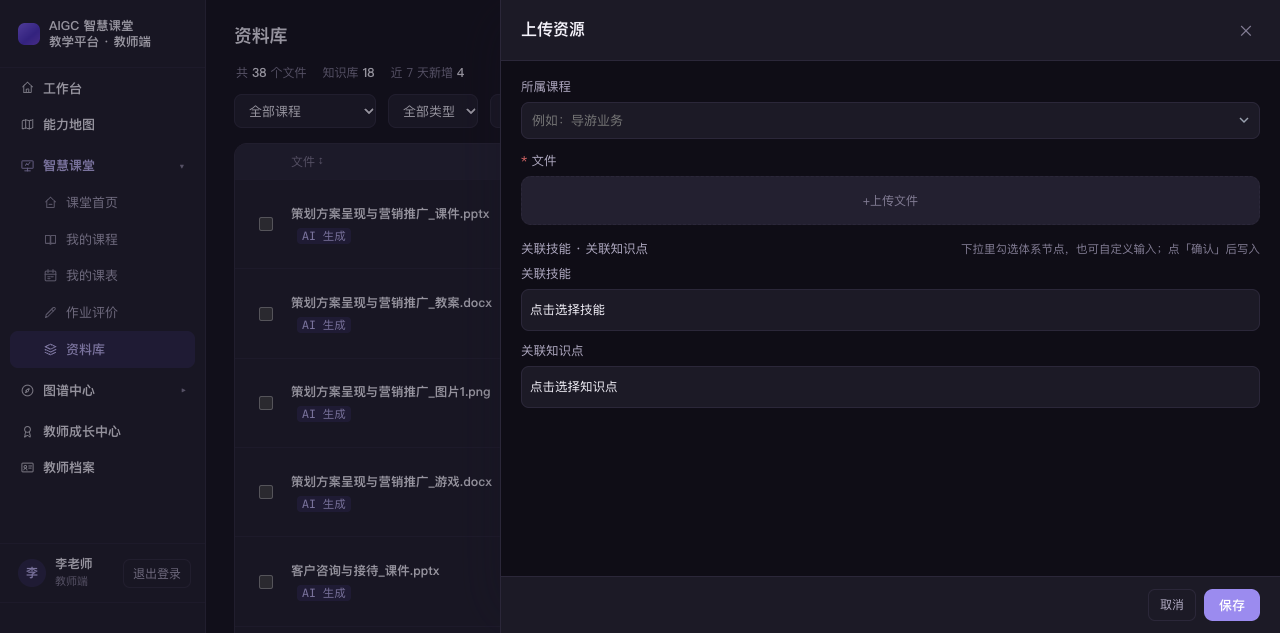 AIGC 智慧课堂
教学平台 · 教师端
工作台
能力地图
智慧课堂
课堂首页
我的课程
我的课表
作业评价
资料库
图谱中心
教师成长中心
教师档案
李
李老师
教师端
退出登录
资料库
共 38 个文件 知识库 18 近 7 天新增 4
全部课程 全部类型
文件
策划方案呈现与营销推广_课件.pptx
AI 生成
策划方案呈现与营销推广_教案.docx
AI 生成
策划方案呈现与营销推广_图片1.png
AI 生成
策划方案呈现与营销推广_游戏.docx
AI 生成
客户咨询与接待_课件.pptx
AI 生成
上传资源
所属课程
例如：导游业务
* 文件
+上传文件
关联技能 · 关联知识点 下拉里勾选体系节点，也可自定义输入；点「确认」后写入
关联技能
点击选择技能
关联知识点
点击选择知识点
取消 保存